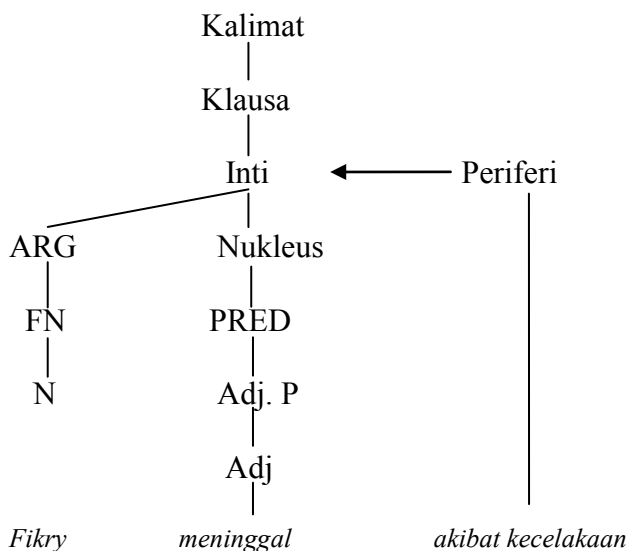 Kalimat
Klausa
Inti Periferi
ARG Nukleus
FN PRED
N Adj. P
Adj
Fikry meninggal akibat kecelakaan